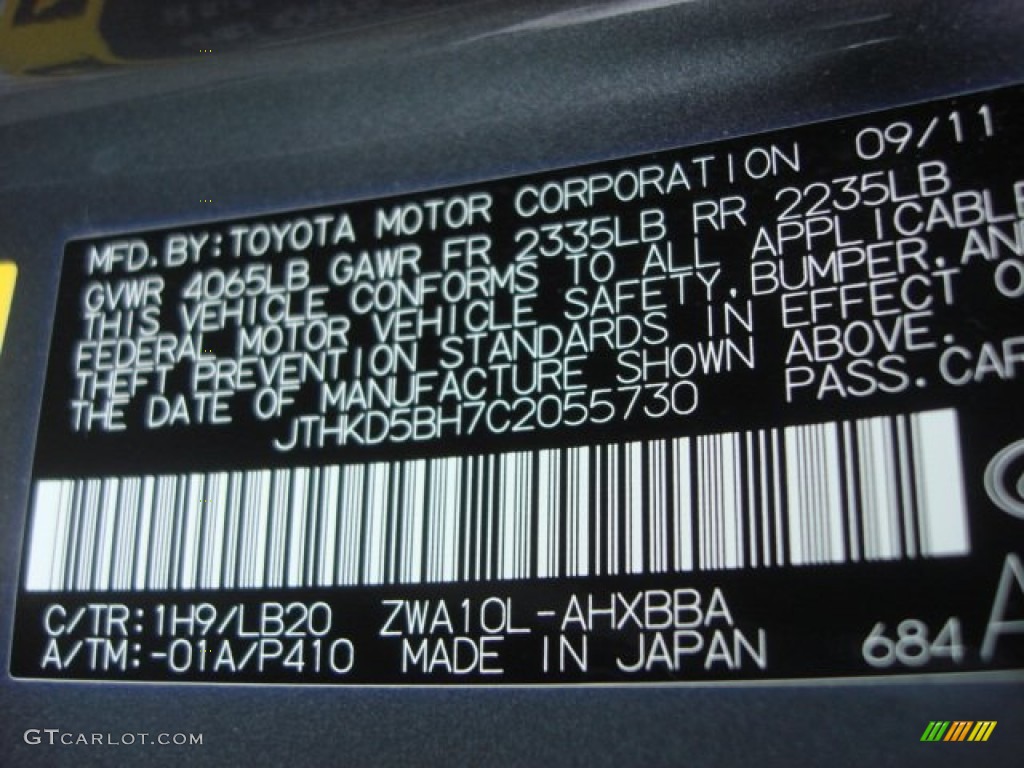 MFD. BY: TOYOTA MOTOR CORPORATION 09/11
GVWR 4065LB GAWR FR 2335LB RR 2235LB
THIS VEHICLE CONFORMS TO ALL APPLICABLE
FEDERAL MOTOR VEHICLE SAFETY, BUMPER, AND
THEFT PREVENTION STANDARDS IN EFFECT O
THE DATE OF MANUFACTURE SHOWN ABOVE.
JTHKD5BH7C2055730 PASS. CAR
C/TR: 1H9/LB20 ZWA10L-AHXBBA
A/TM: -01A/P410 MADE IN JAPAN 684 A
GTCARLOT.COM